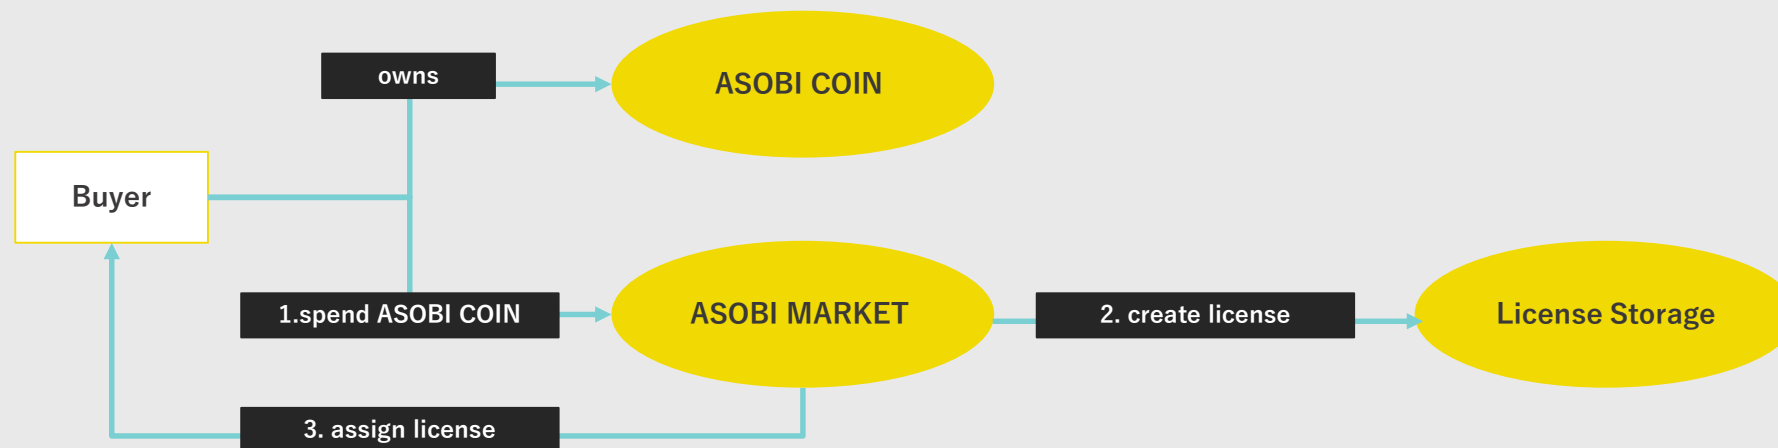 owns
ASOBI COIN
Buyer
1.spend ASOBI COIN
ASOBI MARKET
2. create license
License Storage
3. assign license